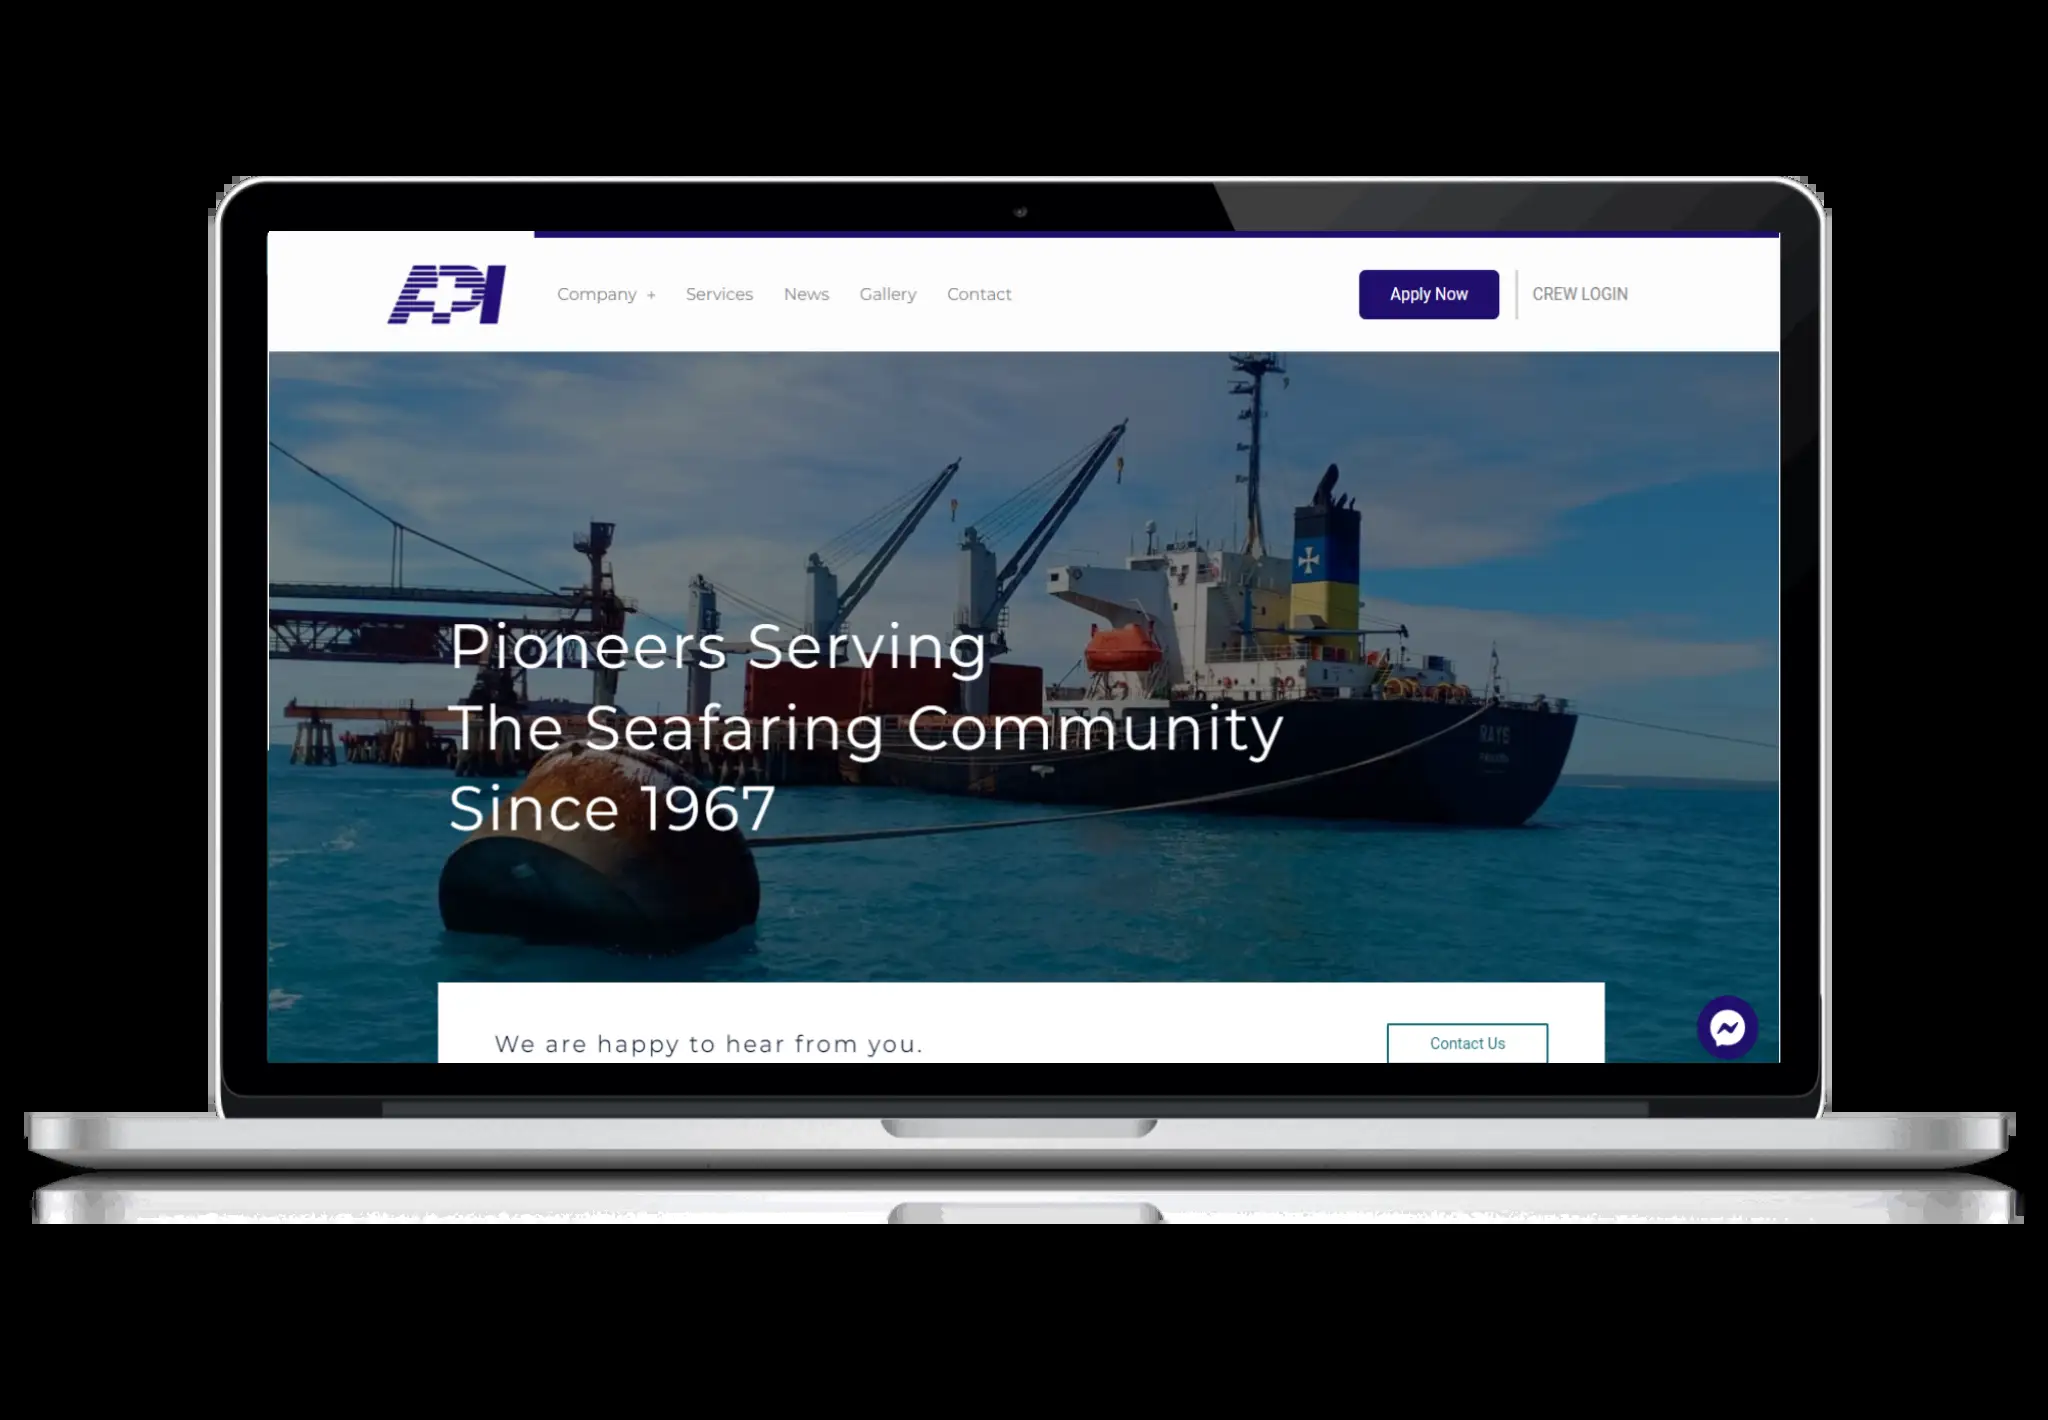 API
Company +
Services
News
Gallery
Contact
Apply Now
CREW LOGIN
Pioneers Serving
The Seafaring Community
Since 1967
RAYS
We are happy to hear from you.
Contact Us